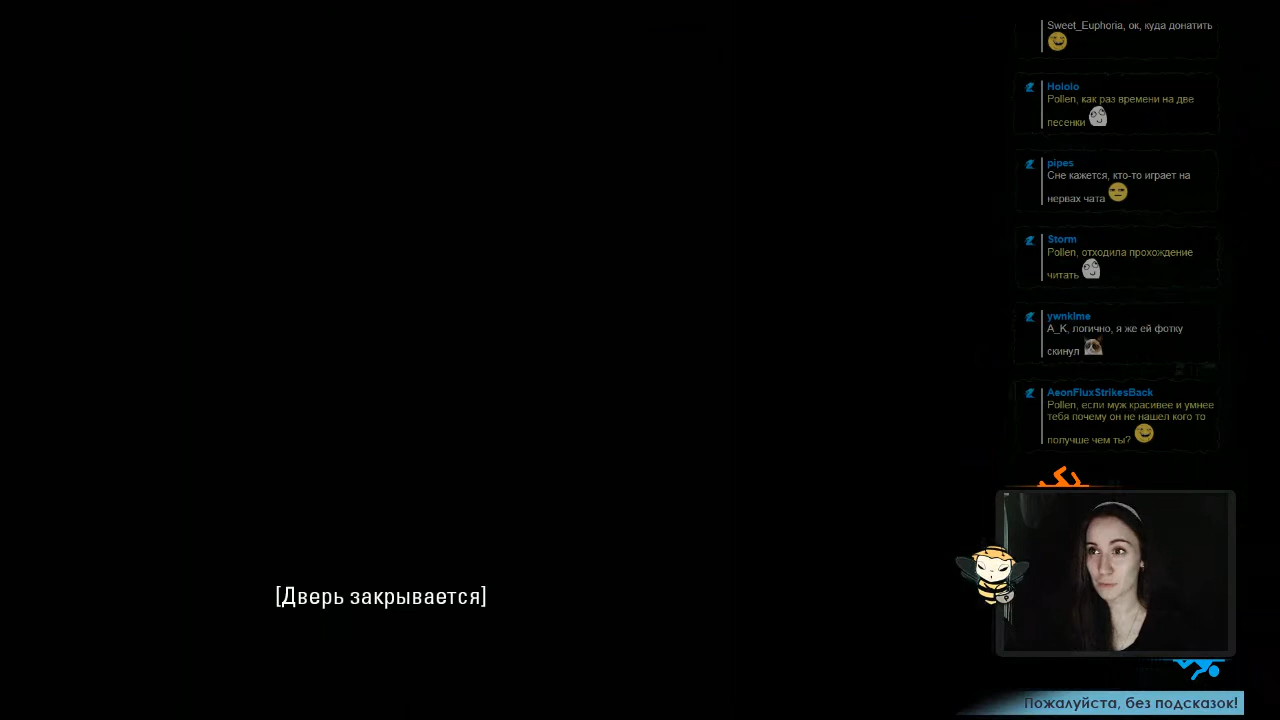 Sweet_Euphoria, ок, куда донатить
Hololo
Pollen, как раз времени на две
песенки
pipes
Сне кажется, кто-то играет на
нервах чата
Storm
Pollen, отходила прохождение
читать
ywnklme
A_K, логично, я же ей фотку
скинул
AeonFluxStrikesBack
Pollen, если муж красивее и умнее
тебя почему он не нашел кого то
получше чем ты?
[Дверь закрывается]
Пожалуйста, без подсказок!